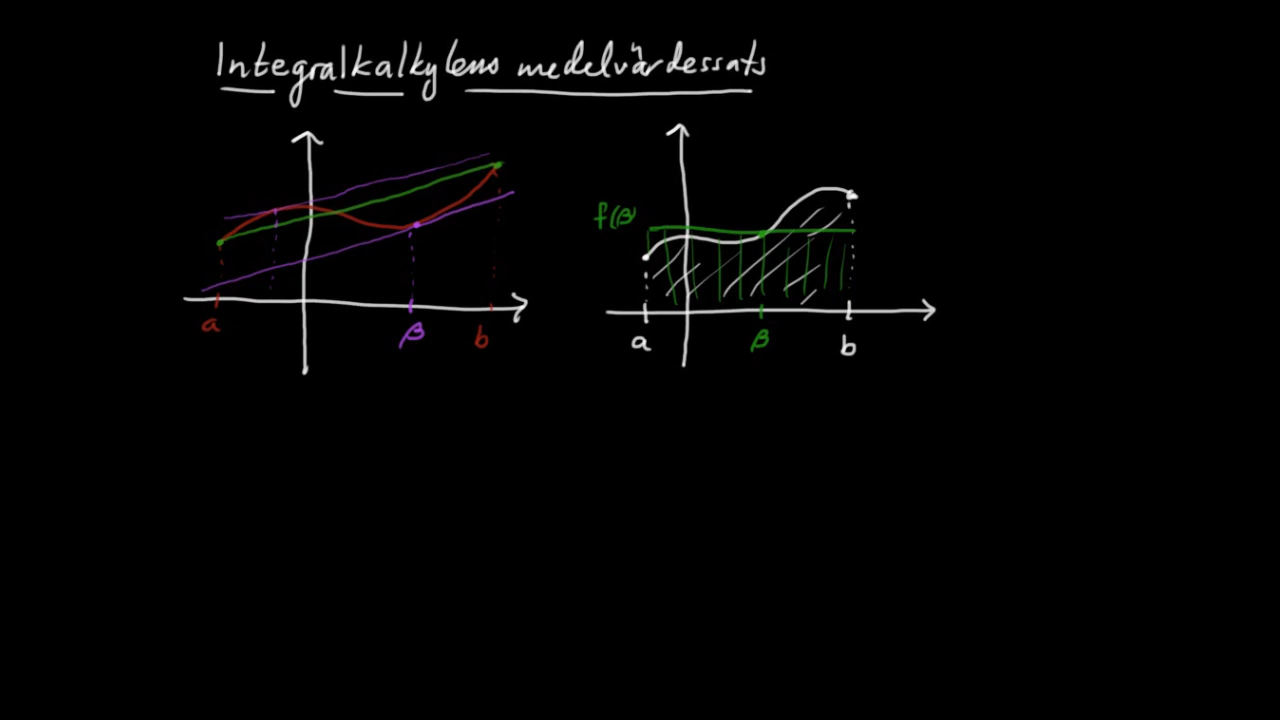 Integralkalkylens medelvärdessats
f(β)
a β b
a β b